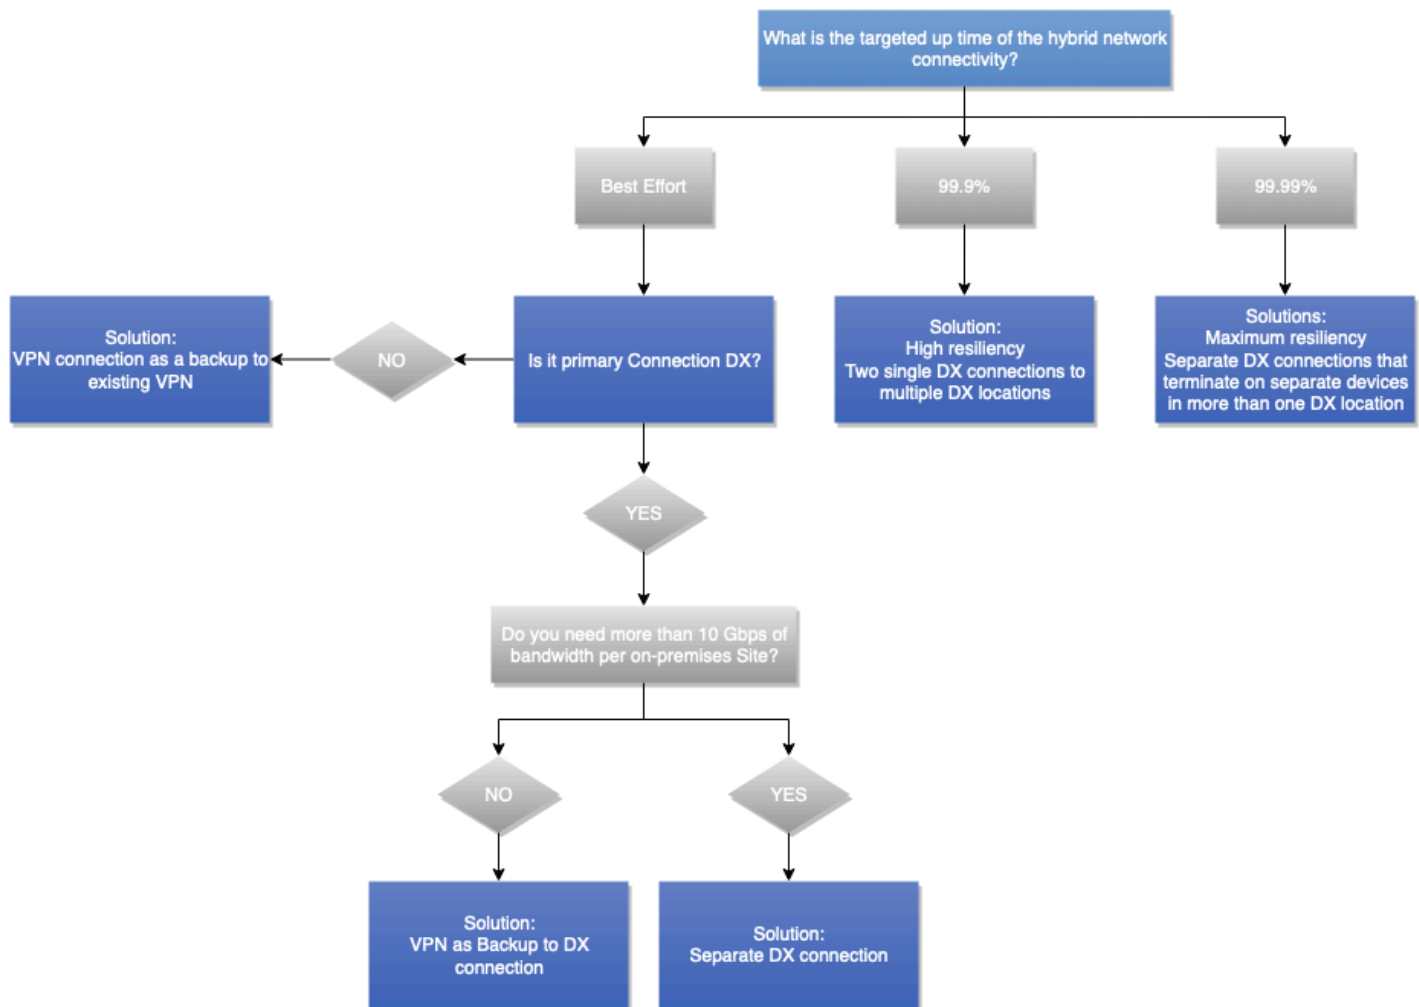 What is the targeted up time of the hybrid network
connectivity?
Best Effort
99.9%
99.99%
Solution:
VPN connection as a backup to
existing VPN
NO
Is it primary Connection DX?
Solution:
High resiliency
Two single DX connections to
multiple DX locations
Solutions:
Maximum resiliency
Separate DX connections that
terminate on separate devices
in more than one DX location
YES
Do you need more than 10 Gbps of
bandwidth per on-premises Site?
NO
YES
Solution:
VPN as Backup to DX
connection
Solution:
Separate DX connection